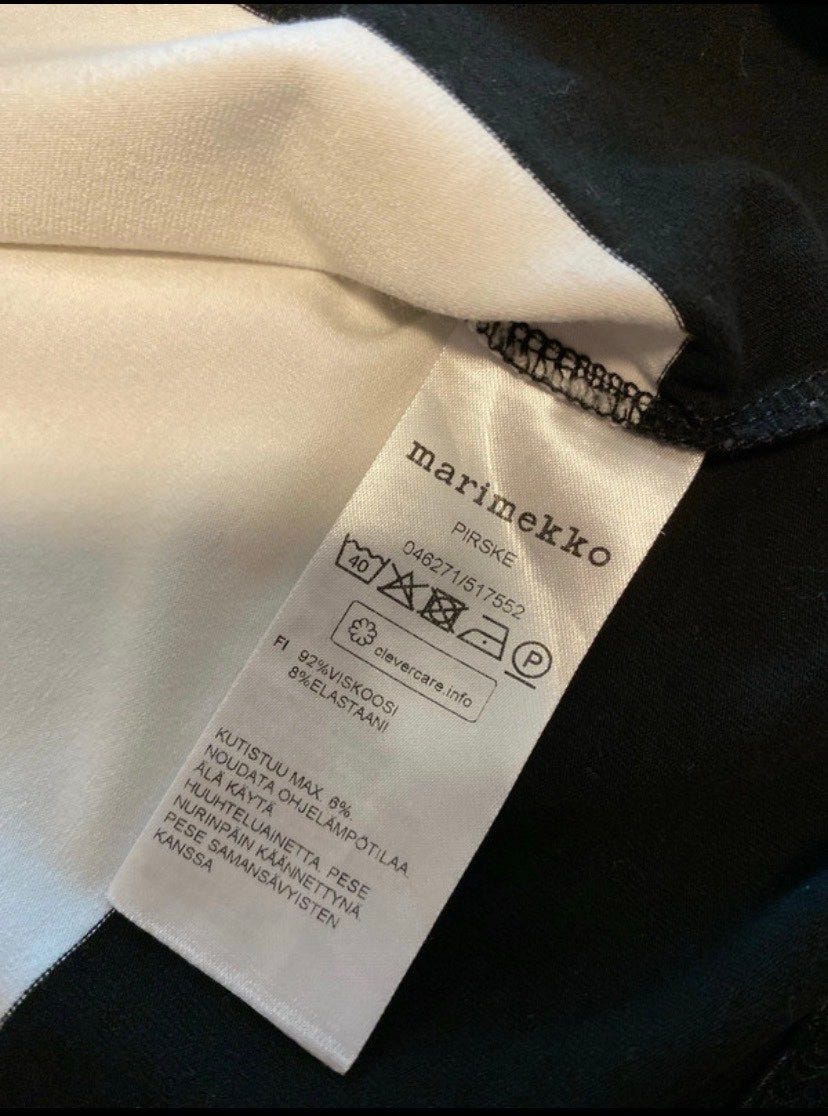 marimekko
PIRSKE
046271/517552
40 P
clevercare.info
FI 92%VISKOOSI
8%ELASTAANI
KUTISTUU MAX. 6%.
NOUDATA OHJELÄMPÖTILAA.
ÄLÄ KÄYTÄ
HUUHTELUAINETTA. PESE
NURINPÄIN KÄÄNNETTYNÄ.
PESE SAMANSÄVYISTEN
KANSSA